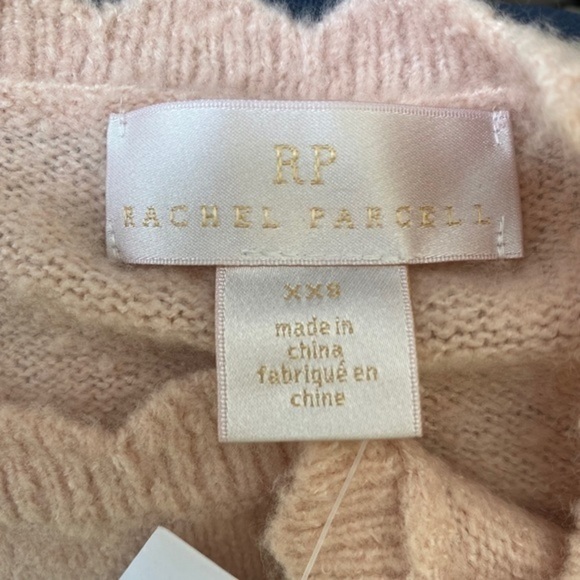 RP
RACHEL PARCELL
XXS
made in
china
fabriqué en
chine